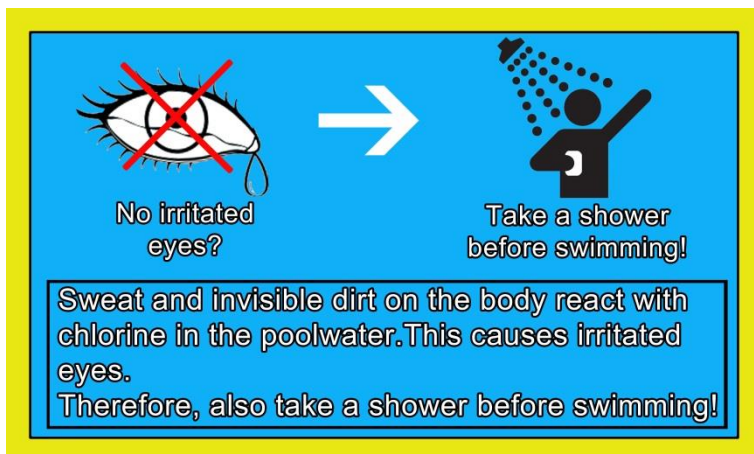 No irritated
eyes?
Take a shower
before swimming!
Sweat and invisible dirt on the body react with
chlorine in the poolwater.This causes irritated
eyes.
Therefore, also take a shower before swimming!